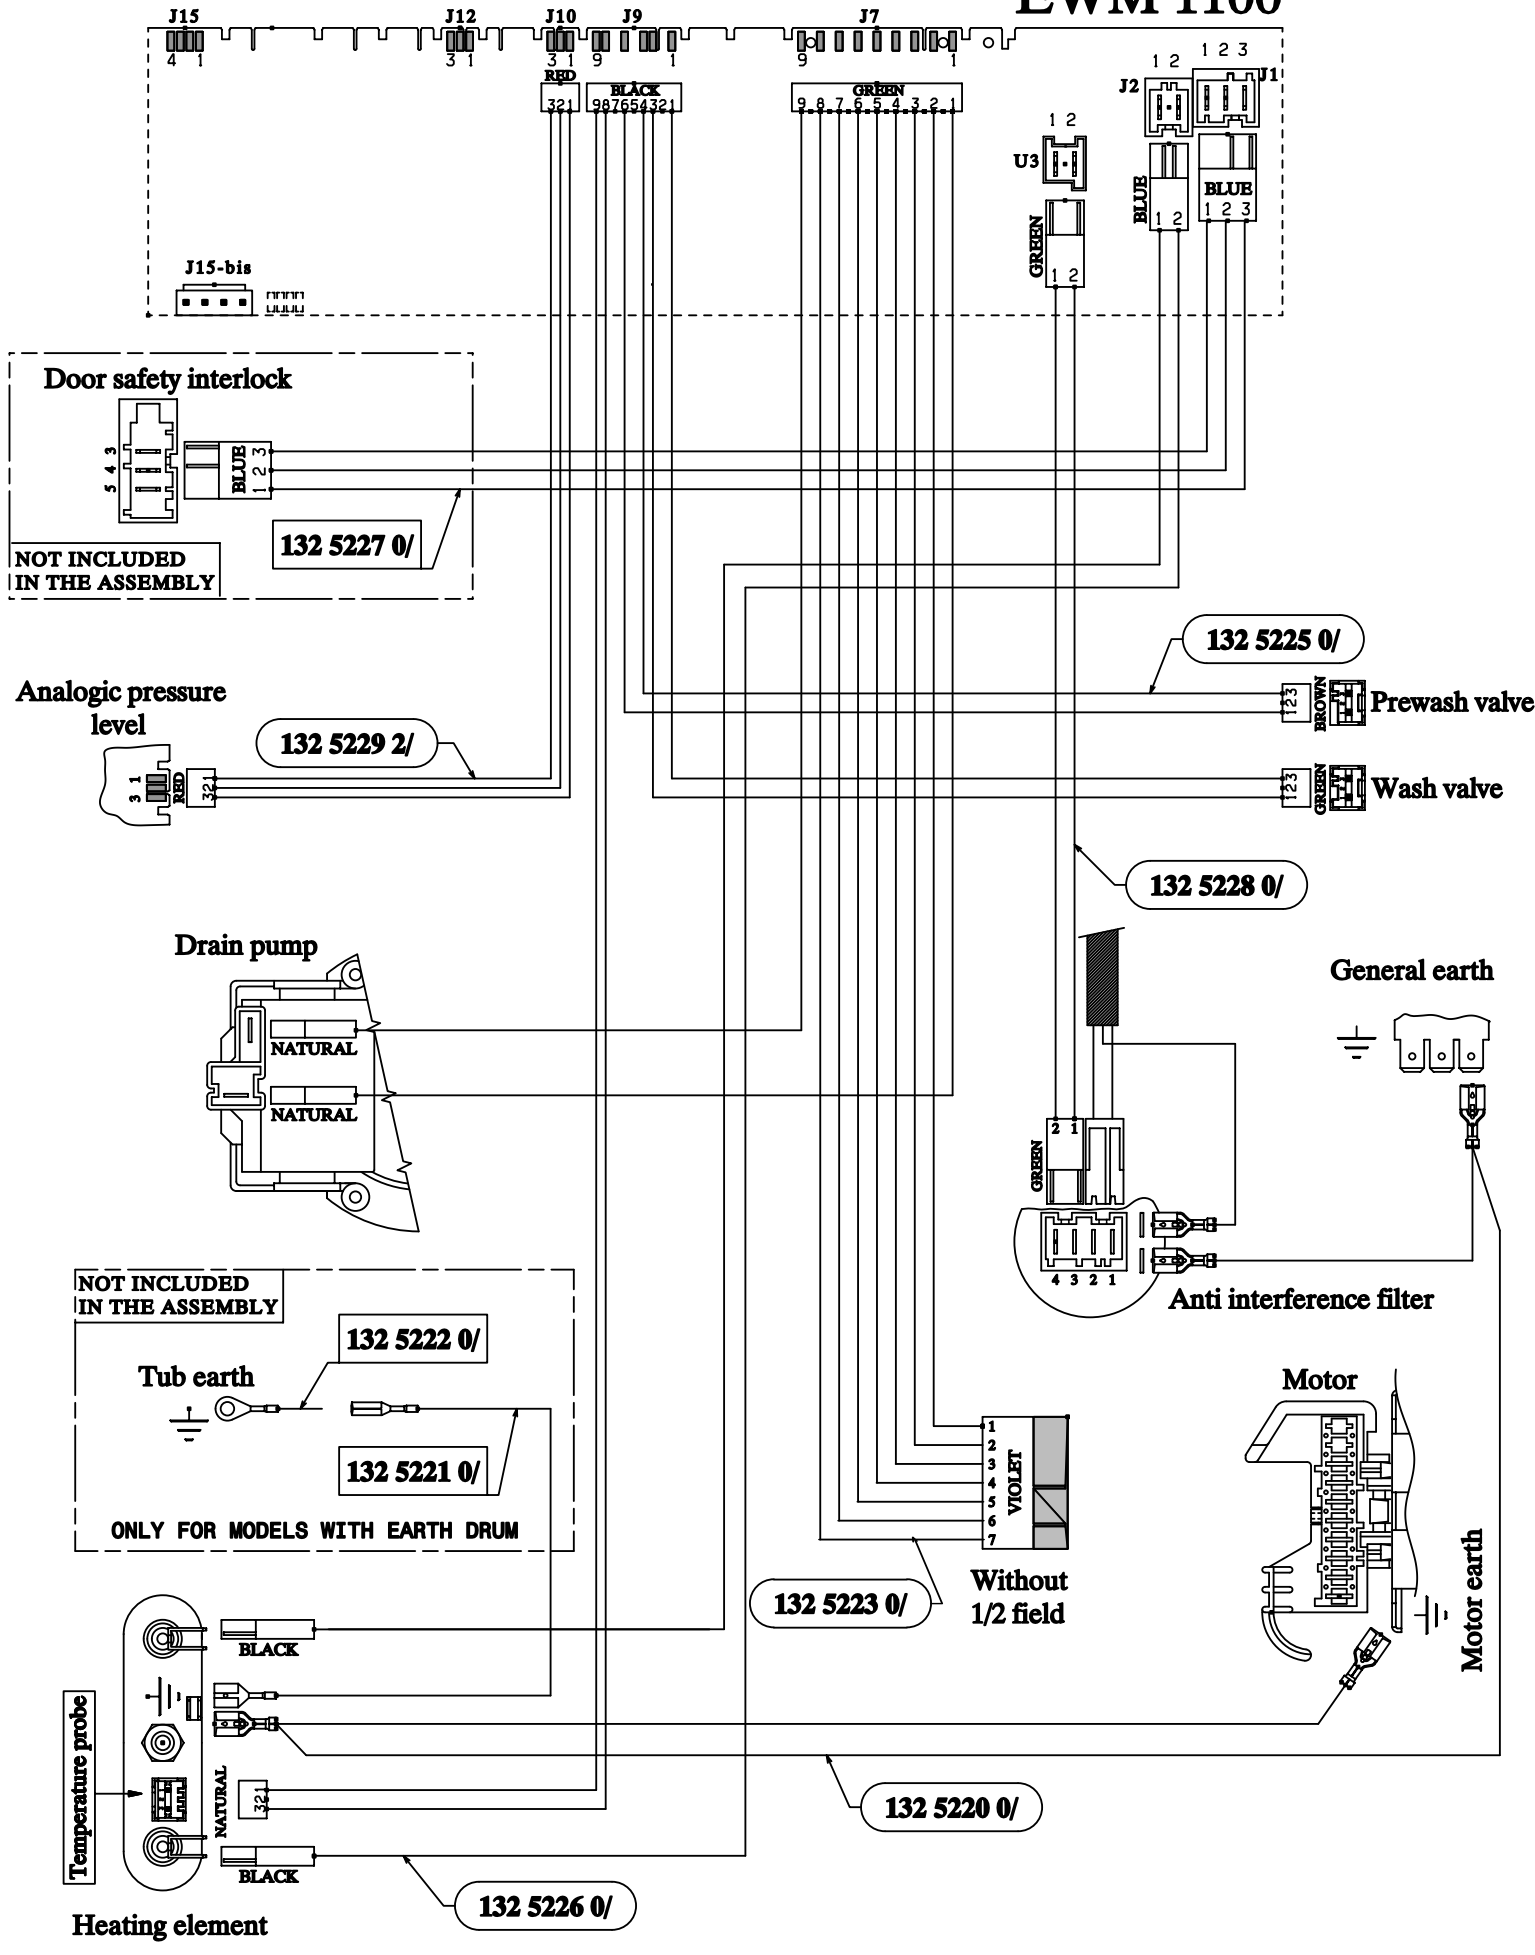 EWM 1100
J15
J12
J10
J9
J7
4 1
3 1
3 1
9 1
9 1
RED
321
BLACK
987654321
GREEN
9 8 7 6 5 4 3 2 1
1 2
J2
1 2 3
J1
1 2
U3
GREEN
1 2
BLUE
1 2
BLUE
1 2 3
J15-bis
Door safety interlock
3
4
5
BLUE
3
2
1
132 5227 0/
NOT INCLUDED
IN THE ASSEMBLY
132 5225 0/
123
BROWN
Prewash valve
Analogic pressure
level
132 5229 2/
1
3
RED
321
123
GREEN
Wash valve
132 5228 0/
Drain pump
NATURAL
NATURAL
General earth
2 1
GREEN
4 3 2 1
Anti interference filter
NOT INCLUDED
IN THE ASSEMBLY
132 5222 0/
Tub earth
132 5221 0/
ONLY FOR MODELS WITH EARTH DRUM
Motor
1
2
3
4
5
6
7
VIOLET
Motor earth
132 5223 0/
Without
1/2 field
BLACK
Temperature probe
NATURAL
321
132 5220 0/
BLACK
132 5226 0/
Heating element